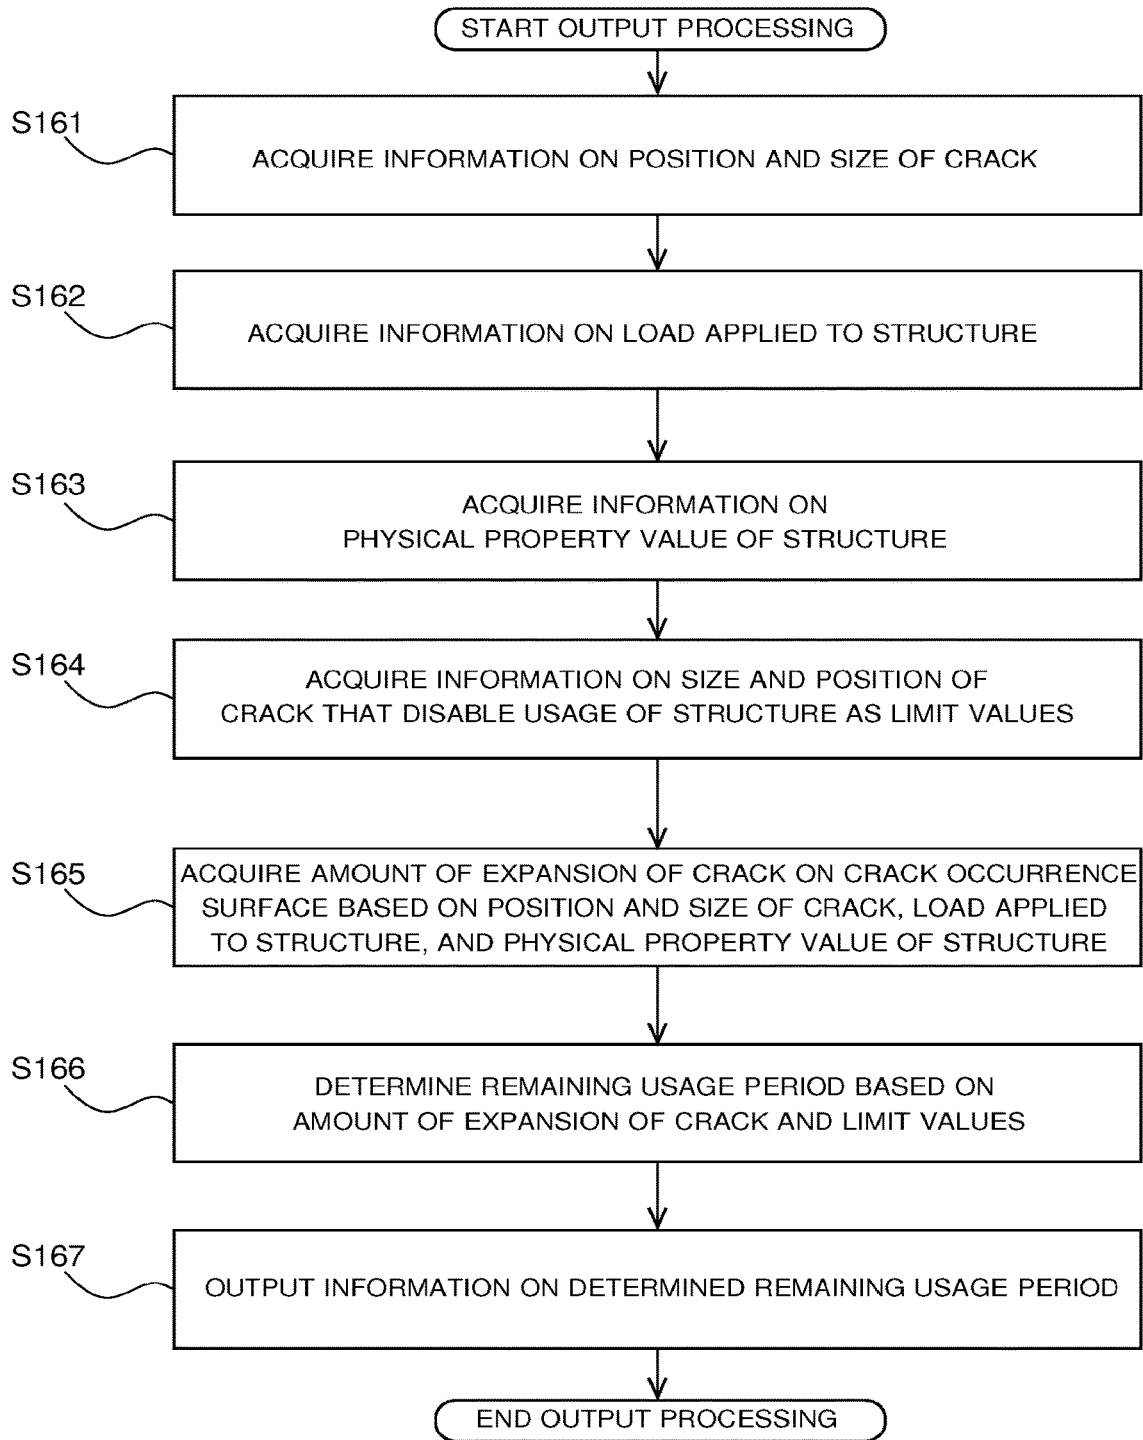 START OUTPUT PROCESSING
S161
ACQUIRE INFORMATION ON POSITION AND SIZE OF CRACK
S162
ACQUIRE INFORMATION ON LOAD APPLIED TO STRUCTURE
S163
ACQUIRE INFORMATION ON
PHYSICAL PROPERTY VALUE OF STRUCTURE
S164
ACQUIRE INFORMATION ON SIZE AND POSITION OF
CRACK THAT DISABLE USAGE OF STRUCTURE AS LIMIT VALUES
S165
ACQUIRE AMOUNT OF EXPANSION OF CRACK ON CRACK OCCURRENCE
SURFACE BASED ON POSITION AND SIZE OF CRACK, LOAD APPLIED
TO STRUCTURE, AND PHYSICAL PROPERTY VALUE OF STRUCTURE
S166
DETERMINE REMAINING USAGE PERIOD BASED ON
AMOUNT OF EXPANSION OF CRACK AND LIMIT VALUES
S167
OUTPUT INFORMATION ON DETERMINED REMAINING USAGE PERIOD
END OUTPUT PROCESSING